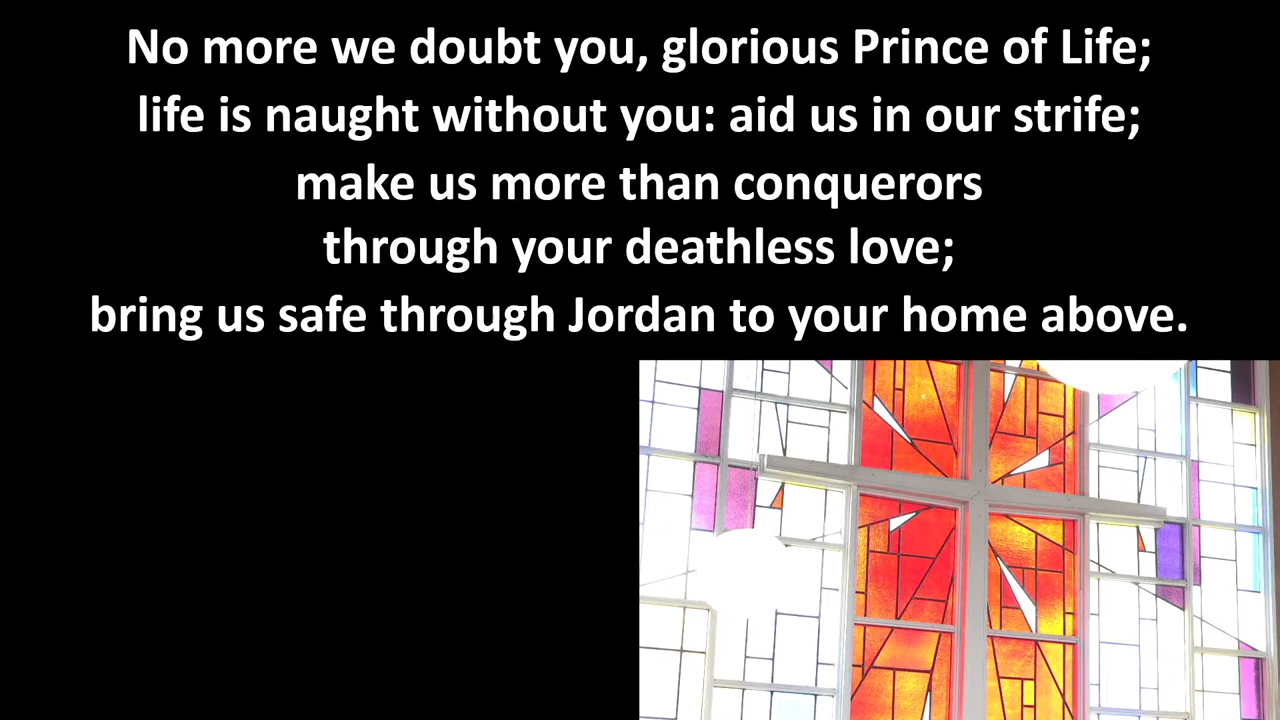 No more we doubt you, glorious Prince of Life;
life is naught without you: aid us in our strife;
make us more than conquerors
through your deathless love;
bring us safe through Jordan to your home above.